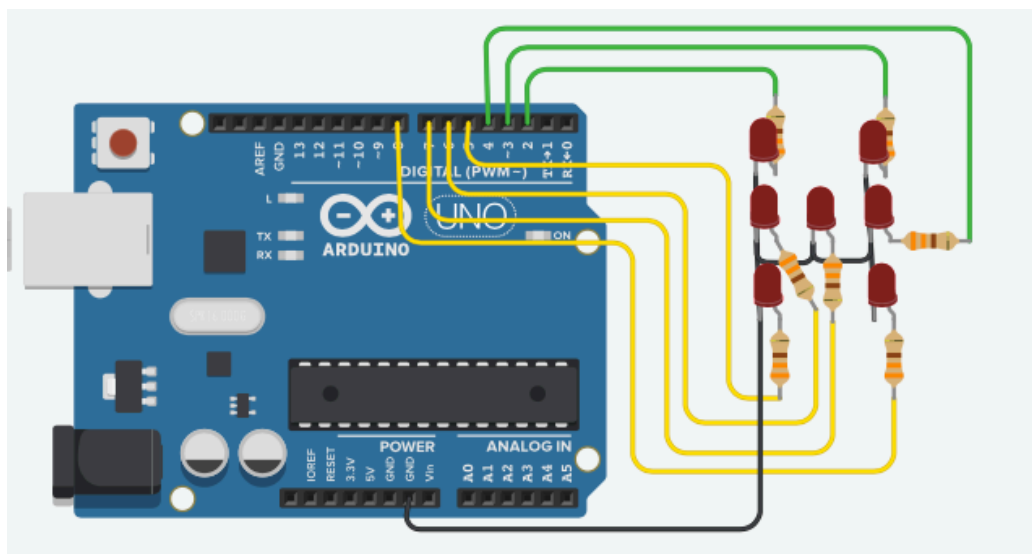 AREF
GND
13
12
~11
~10
~9
8
7
6
5
4
~3
2
TX→1
RX←0
DIGITAL (PWM~)
L
TX
RX
UNO
ARDUINO
ON
POWER
ANALOG IN
IOREF
RESET
3.3V
5V
GND
GND
Vin
A0
A1
A2
A3
A4
A5